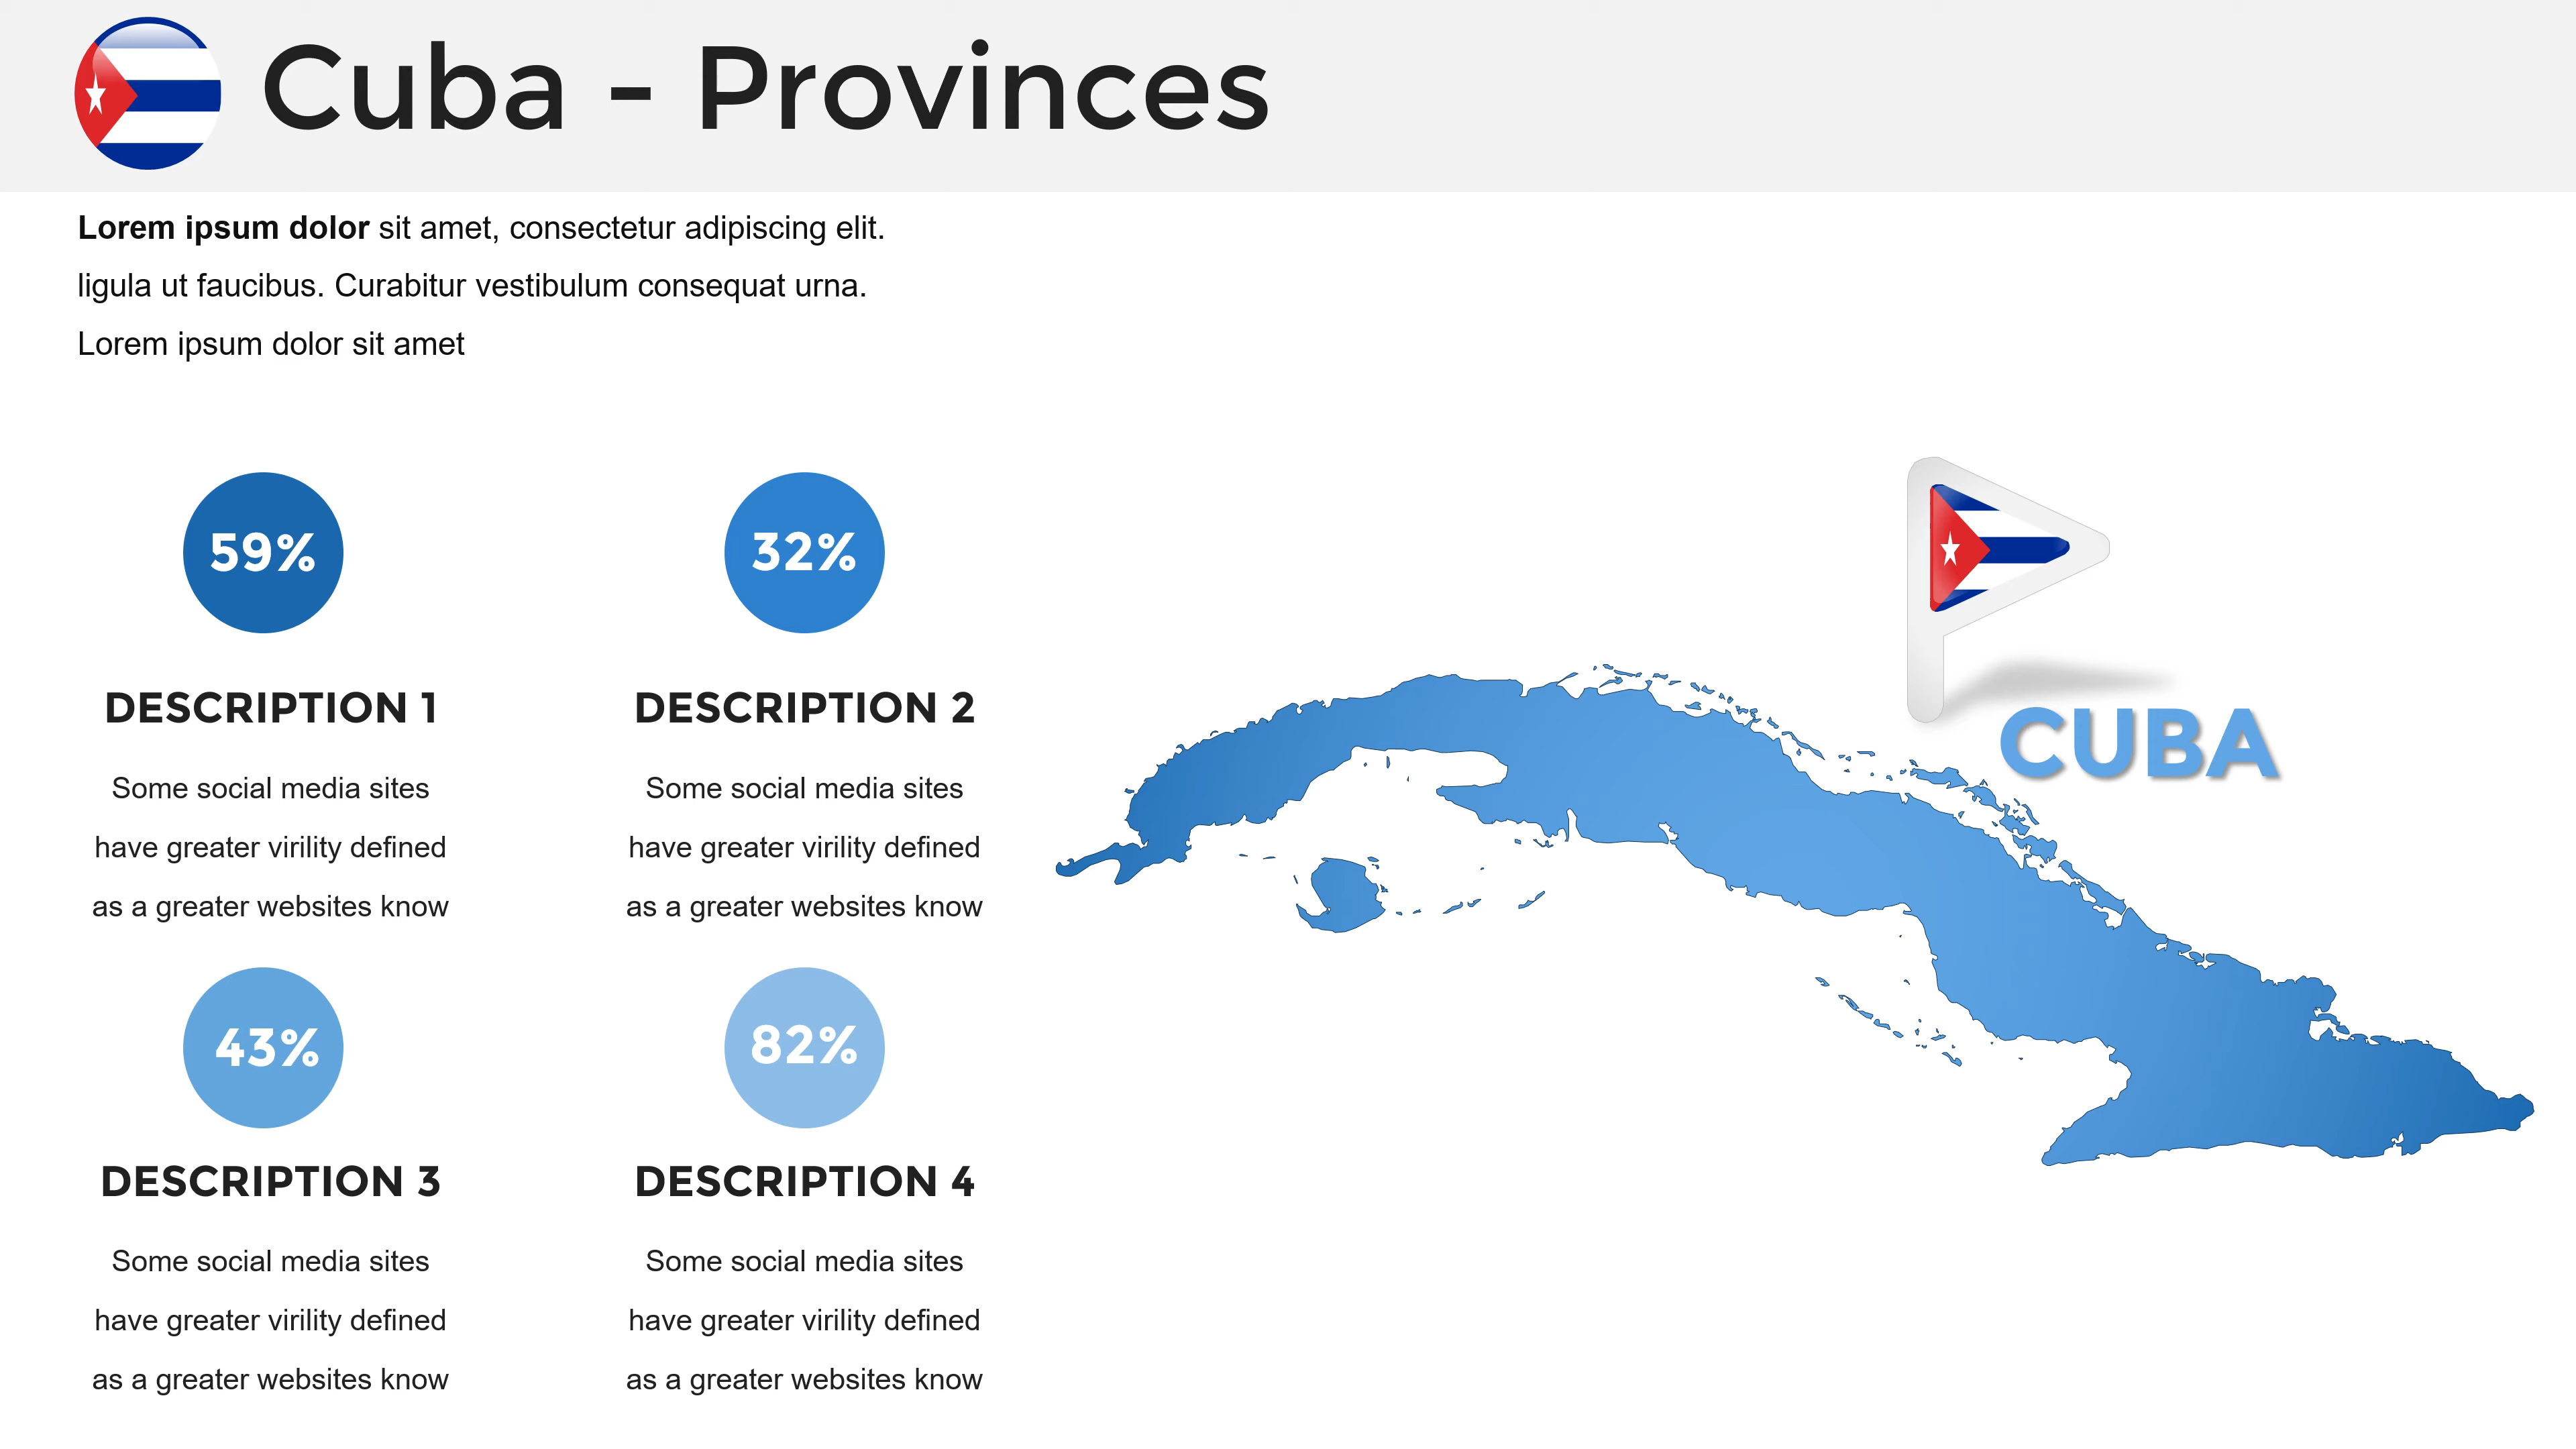 Cuba - Provinces
Lorem ipsum dolor sit amet, consectetur adipiscing elit.
ligula ut faucibus. Curabitur vestibulum consequat urna.
Lorem ipsum dolor sit amet
59%
DESCRIPTION 1
Some social media sites
have greater virility defined
as a greater websites know
32%
DESCRIPTION 2
Some social media sites
have greater virility defined
as a greater websites know
43%
DESCRIPTION 3
Some social media sites
have greater virility defined
as a greater websites know
82%
DESCRIPTION 4
Some social media sites
have greater virility defined
as a greater websites know
CUBA